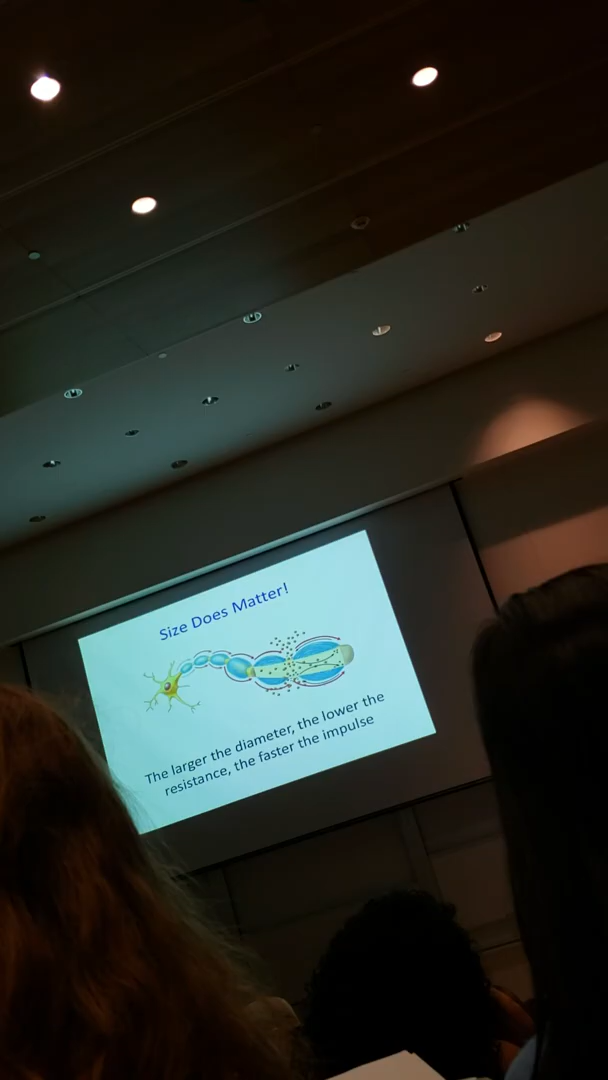 Size Does Matter!
The larger the diameter, the lower the
resistance, the faster the impulse